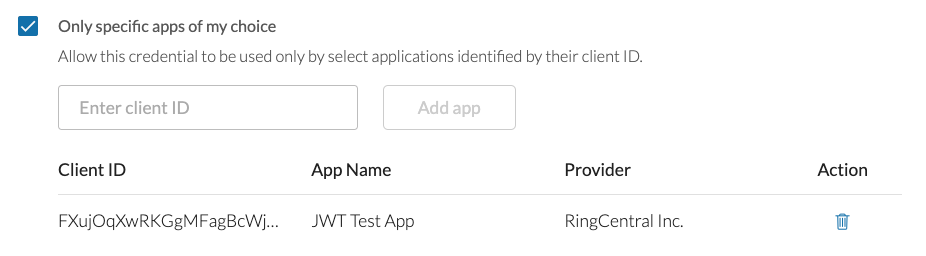 Only specific apps of my choice
Allow this credential to be used only by select applications identified by their client ID.
Enter client ID Add app
Client ID App Name Provider Action
FXujOqXwRKGgMFagBcWj... JWT Test App RingCentral Inc.